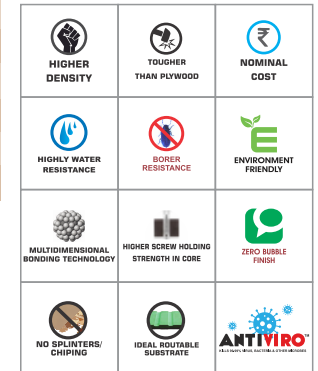 HIGHER
DENSITY
TOUGHER
THAN PLYWOOD
₹
NOMINAL
COST
HIGHLY WATER
RESISTANCE
BORER
RESISTANCE
E
ENVIRONMENT
FRIENDLY
MULTIDIMENSIONAL
BONDING TECHNOLOGY
HIGHER SCREW HOLDING
STRENGTH IN CORE
ZERO BUBBLE
FINISH
NO SPLINTERS/
CHIPING
IDEAL ROUTABLE
SUBSTRATE
ANTIVIRO™